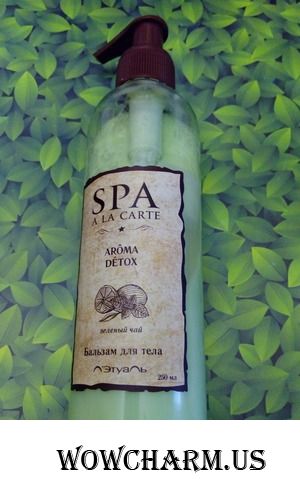 SPA
A LA CARTE
ARÔMA
DÉTOX
зеленый чай
Бальзам для тела
Л'Этуаль
250 мл
WOWCHARM.US